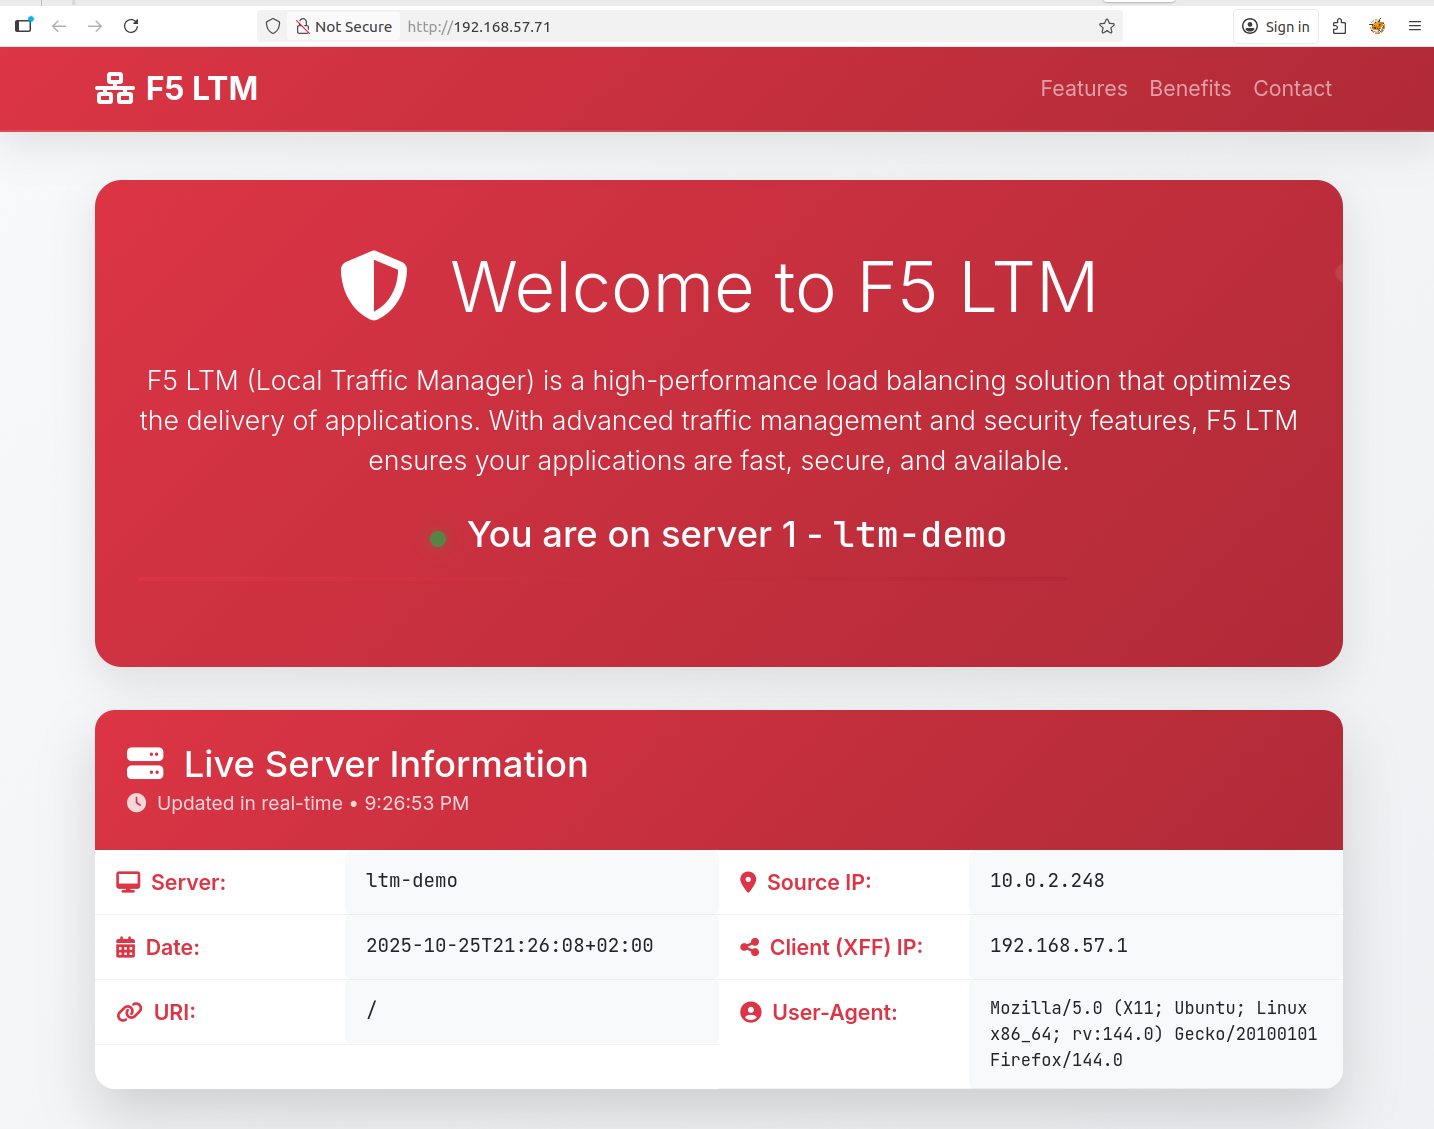 Not Secure http://192.168.57.71 Sign in
F5 LTM Features Benefits Contact
Welcome to F5 LTM
F5 LTM (Local Traffic Manager) is a high-performance load balancing solution that optimizes
the delivery of applications. With advanced traffic management and security features, F5 LTM
ensures your applications are fast, secure, and available.
You are on server 1 - ltm-demo
Live Server Information
Updated in real-time • 9:26:53 PM
Server: ltm-demo Source IP: 10.0.2.248
Date: 2025-10-25T21:26:08+02:00 Client (XFF) IP: 192.168.57.1
URI: / User-Agent: Mozilla/5.0 (X11; Ubuntu; Linux
x86_64; rv:144.0) Gecko/20100101
Firefox/144.0